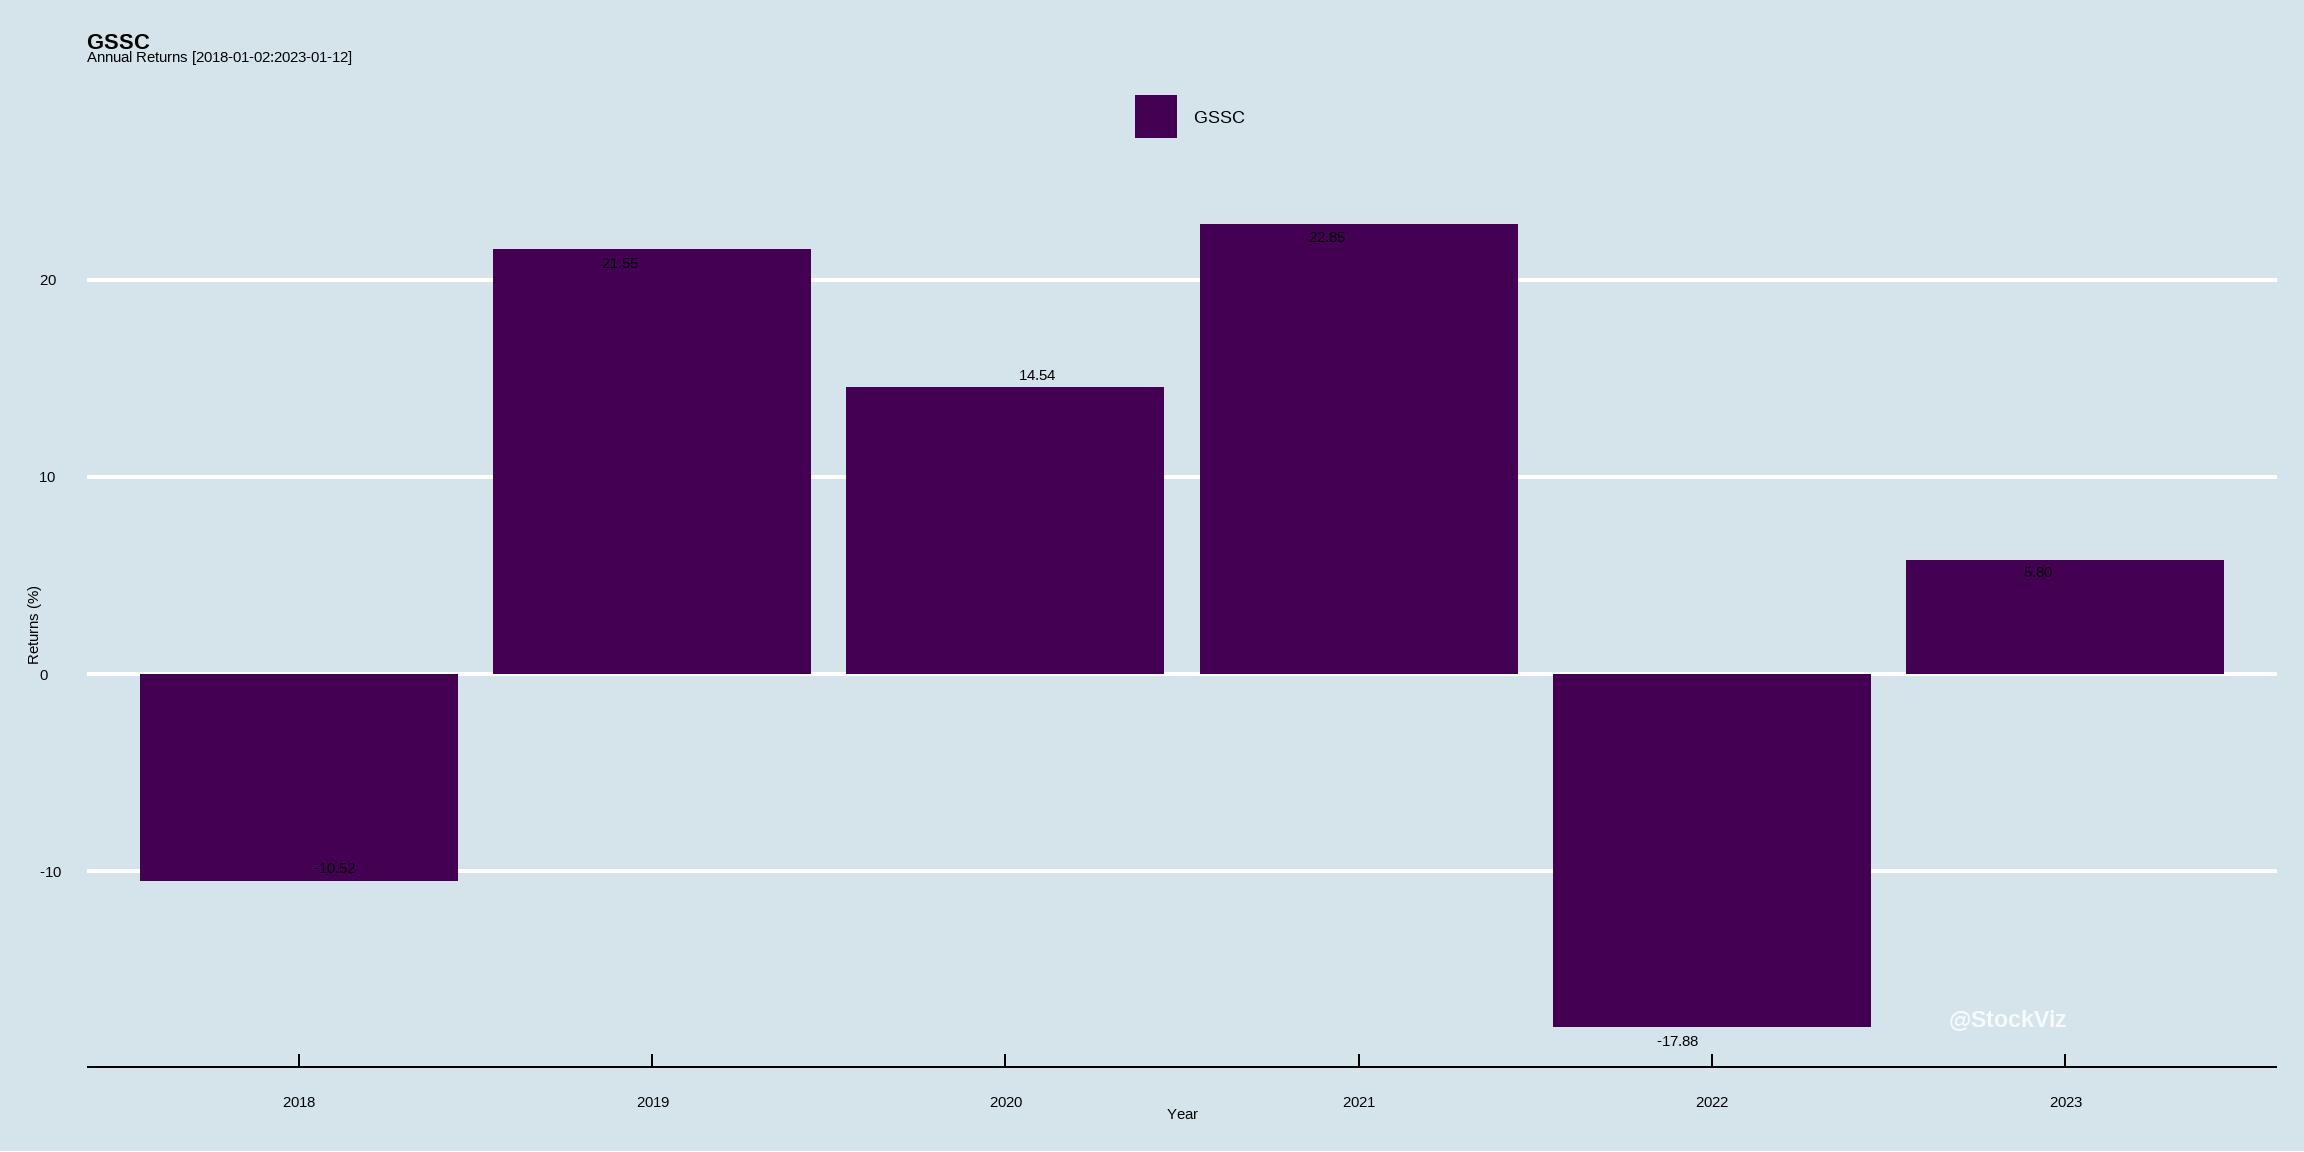 GSSC
Annual Returns [2018-01-02:2023-01-12]
GSSC
22.85
21.55
20
14.54
10
5.80
Returns (%)
0
-10.52
-10
@StockViz
-17.88
2018 2019 2020 2021 2022 2023
Year